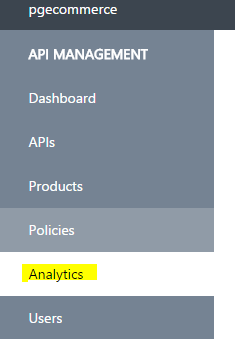 pgecommerce
API MANAGEMENT
Dashboard
APIs
Products
Policies
Analytics
Users